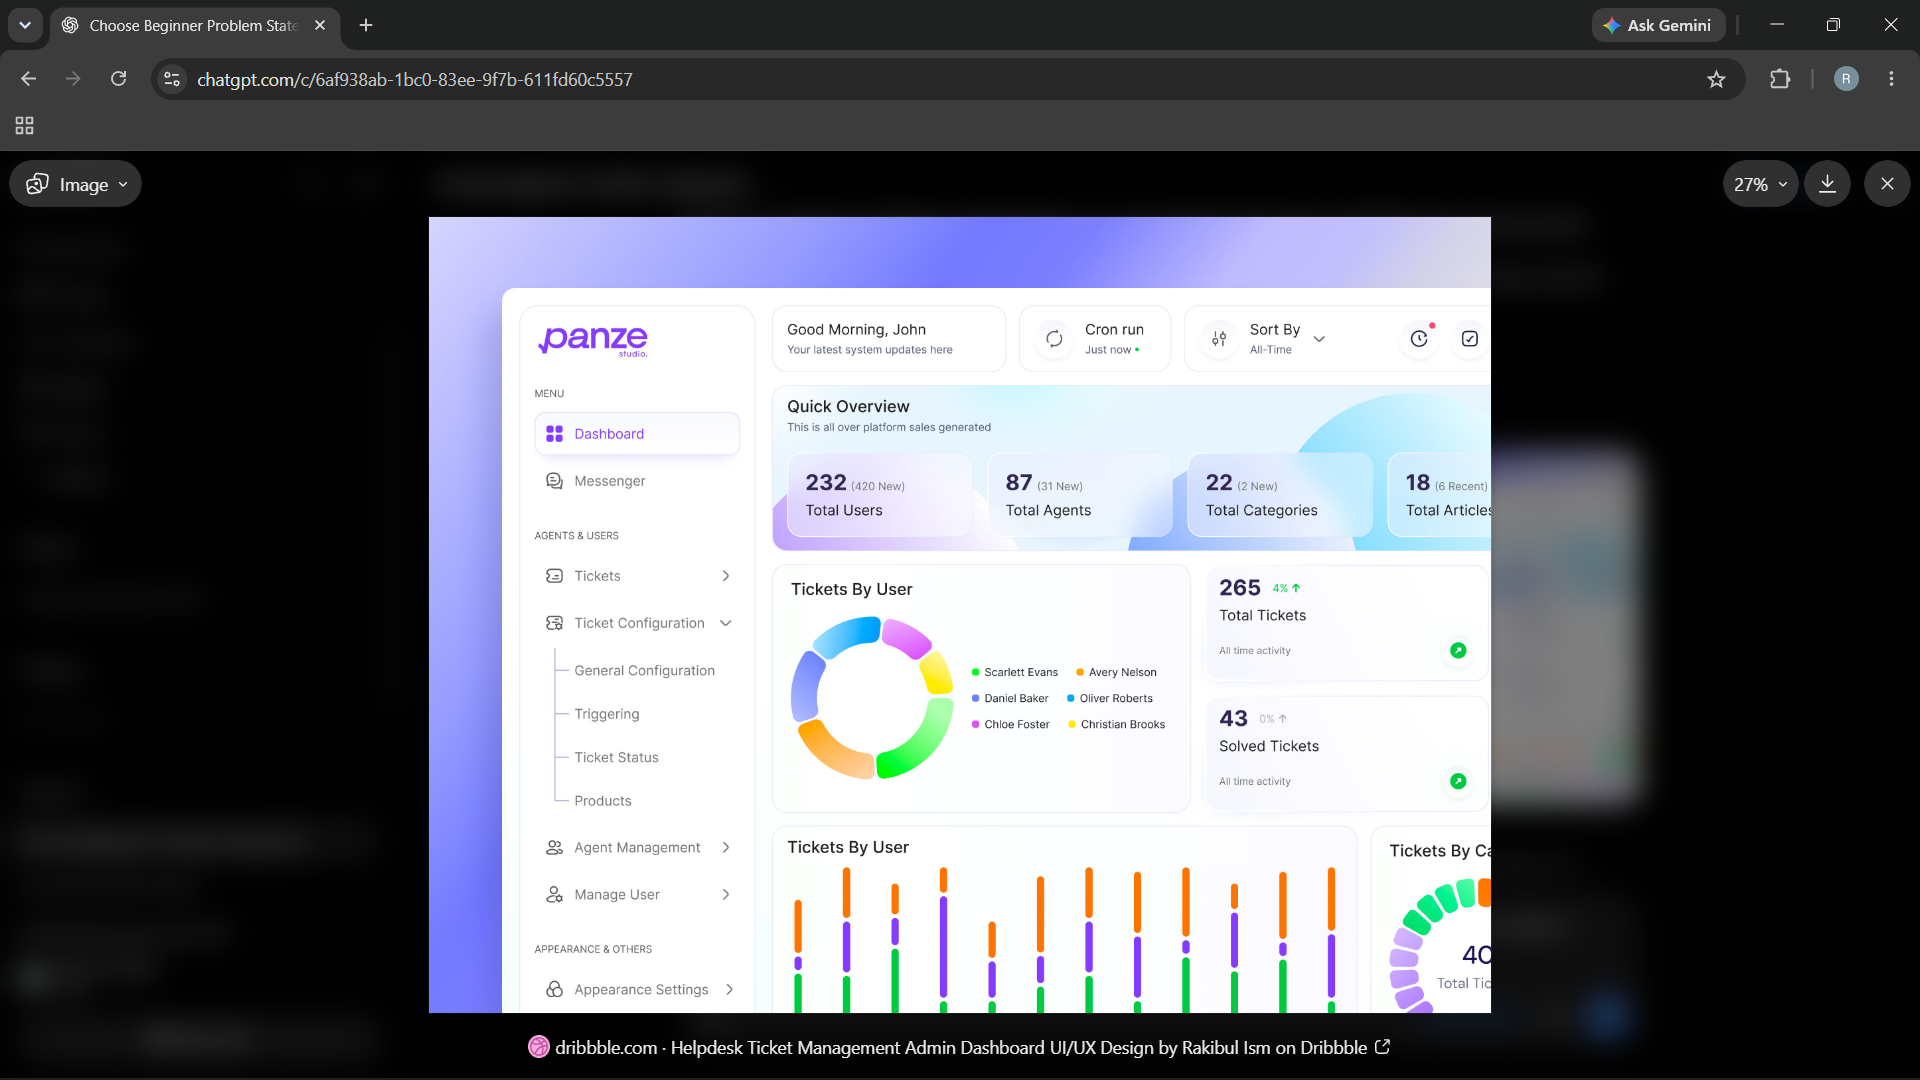 Choose Beginner Problem State
Ask Gemini
chatgpt.com/c/6af938ab-1bc0-83ee-9f7b-611fd60c5557
R
Image
27%
panze
studio.
MENU
Dashboard
Messenger
AGENTS & USERS
Tickets
Ticket Configuration
General Configuration
Triggering
Ticket Status
Products
Agent Management
Manage User
APPEARANCE & OTHERS
Appearance Settings
Good Morning, John
Your latest system updates here
Cron run
Just now
Sort By
All-Time
Quick Overview
This is all over platform sales generated
232 (420 New)
Total Users
87 (31 New)
Total Agents
22 (2 New)
Total Categories
18 (6 Recent)
Total Articles
Tickets By User
Scarlett Evans
Avery Nelson
Daniel Baker
Oliver Roberts
Chloe Foster
Christian Brooks
265 4%
Total Tickets
All time activity
43 0%
Solved Tickets
All time activity
Tickets By User
Tickets By Ca
40
Total Tic
dribbble.com · Helpdesk Ticket Management Admin Dashboard UI/UX Design by Rakibul Ism on Dribbble